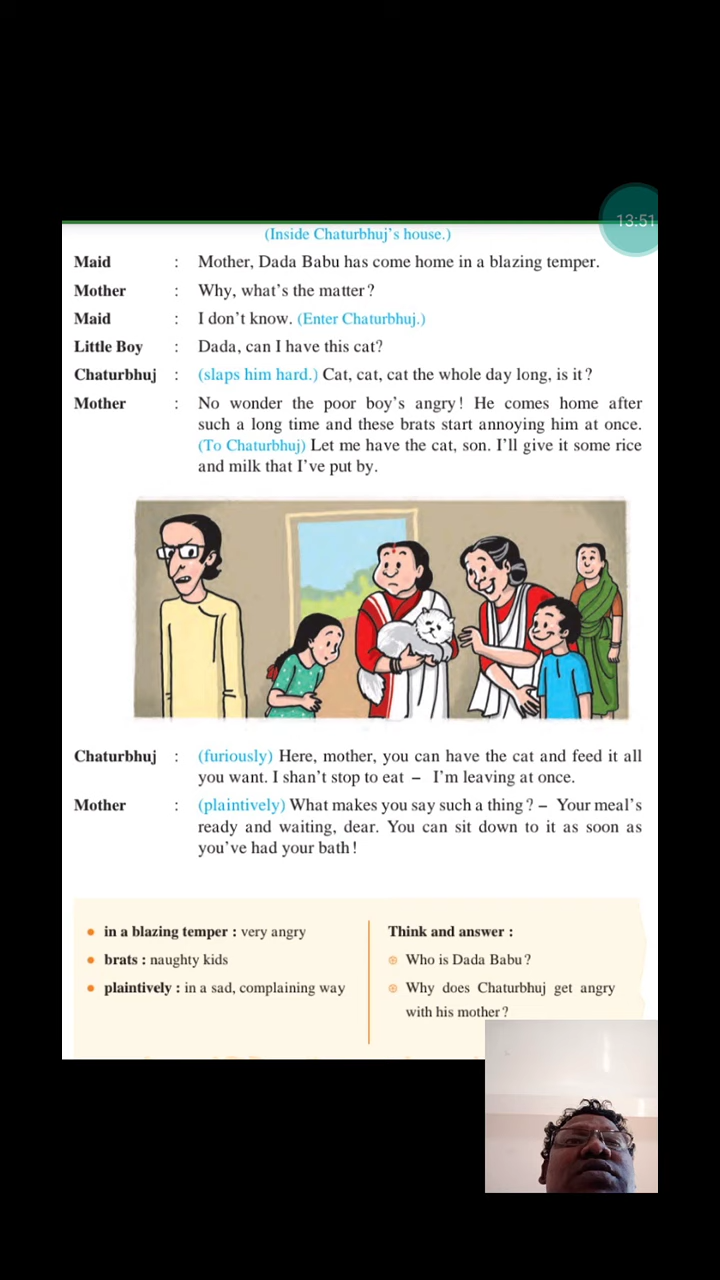 13:51
(Inside Chaturbhuj's house.)
Maid : Mother, Dada Babu has come home in a blazing temper.
Mother : Why, what's the matter?
Maid : I don't know. (Enter Chaturbhuj.)
Little Boy : Dada, can I have this cat?
Chaturbhuj : (slaps him hard.) Cat, cat, cat the whole day long, is it?
Mother : No wonder the poor boy's angry! He comes home after
such a long time and these brats start annoying him at once.
(To Chaturbhuj) Let me have the cat, son. I'll give it some rice
and milk that I've put by.
Chaturbhuj : (furiously) Here, mother, you can have the cat and feed it all
you want. I shan't stop to eat – I'm leaving at once.
Mother : (plaintively) What makes you say such a thing? – Your meal's
ready and waiting, dear. You can sit down to it as soon as
you've had your bath!
• in a blazing temper : very angry
• brats : naughty kids
• plaintively : in a sad, complaining way
Think and answer :
Who is Dada Babu?
Why does Chaturbhuj get angry
with his mother?